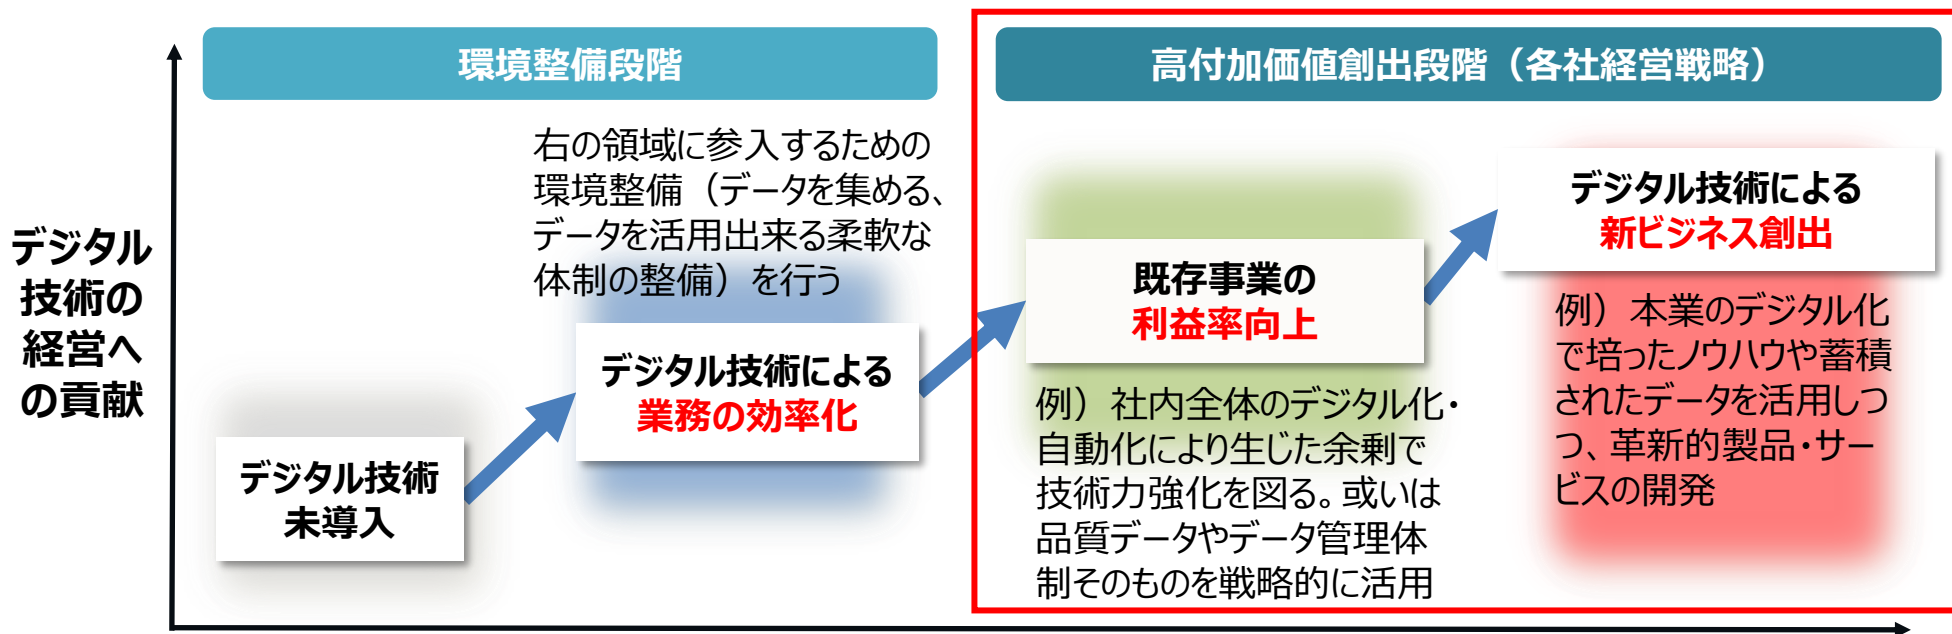 環境整備段階
高付加価値創出段階（各社経営戦略）
デジタル
技術の
経営へ
の貢献
デジタル技術
未導入
右の領域に参入するための
環境整備（データを集める、
データを活用出来る柔軟な
体制の整備）を行う
デジタル技術による
業務の効率化
既存事業の
利益率向上
例）社内全体のデジタル化・
自動化により生じた余剰で
技術力強化を図る。或いは
品質データやデータ管理体
制そのものを戦略的に活用
デジタル技術による
新ビジネス創出
例）本業のデジタル化
で培ったノウハウや蓄積
されたデータを活用しつ
つ、革新的製品・サー
ビスの開発